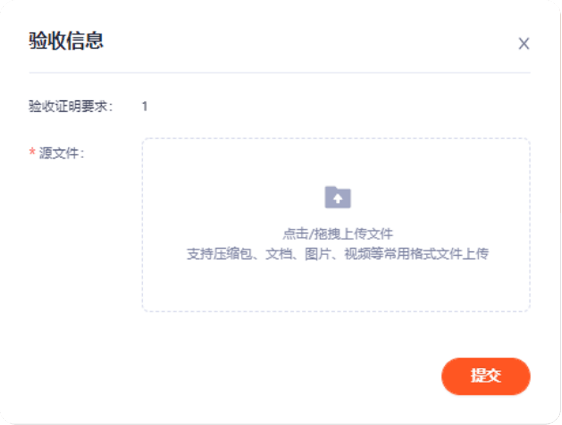 验收信息
X
验收证明要求： 1
* 源文件：
点击/拖拽上传文件
支持压缩包、文档、图片、视频等常用格式文件上传
提交